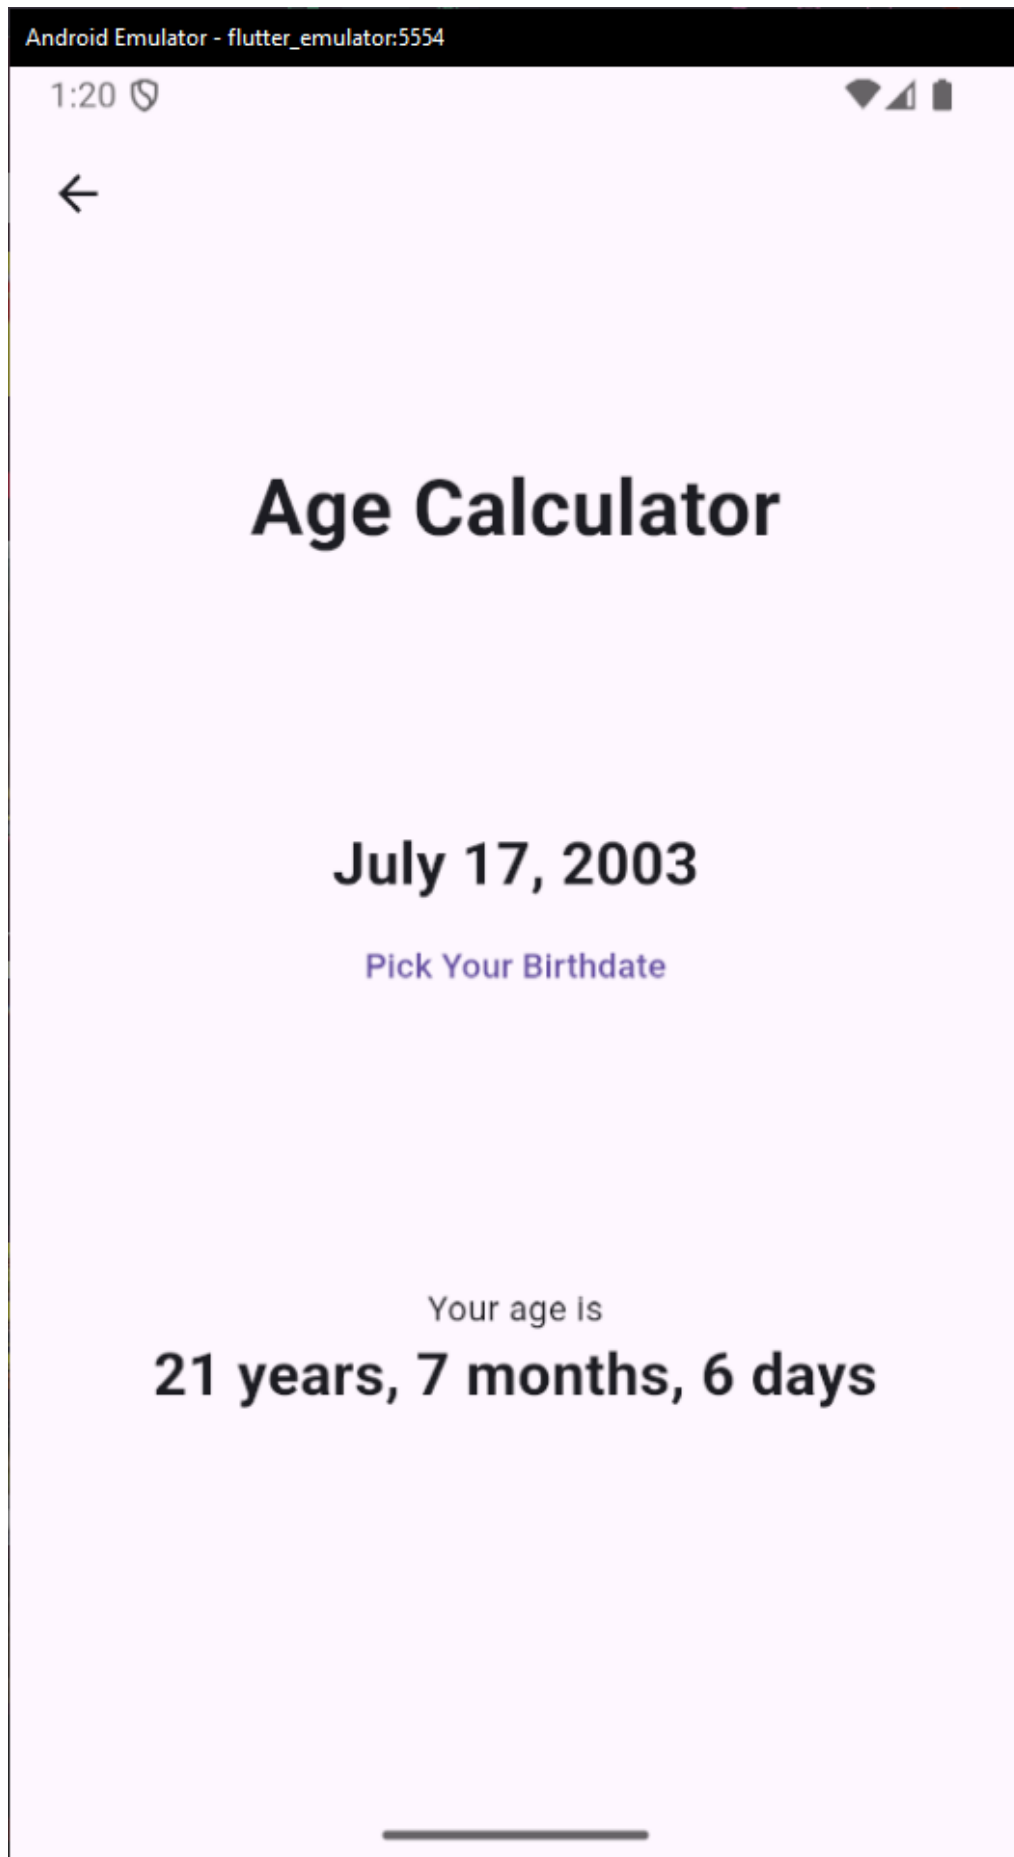 Android Emulator - flutter_emulator:5554
1:20
Age Calculator
July 17, 2003
Pick Your Birthdate
Your age is
21 years, 7 months, 6 days